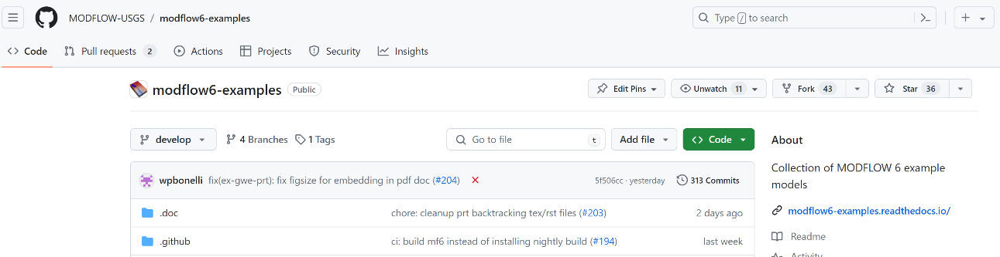 MODFLOW-USGS / modflow6-examples
Type / to search
Code Pull requests 2 Actions Projects Security Insights
modflow6-examples Public
Edit Pins Unwatch 11 Fork 43 Star 36
develop 4 Branches 1 Tags Go to file t Add file Code
About
wpbonelli fix(ex-gwe-prt): fix figsize for embedding in pdf doc (#204) 5f506cc · yesterday 313 Commits
Collection of MODFLOW 6 example
models
.doc chore: cleanup prt backtracking tex/rst files (#203) 2 days ago
modflow6-examples.readthedocs.io/
.github ci: build mf6 instead of installing nightly build (#194) last week
Readme
Activity